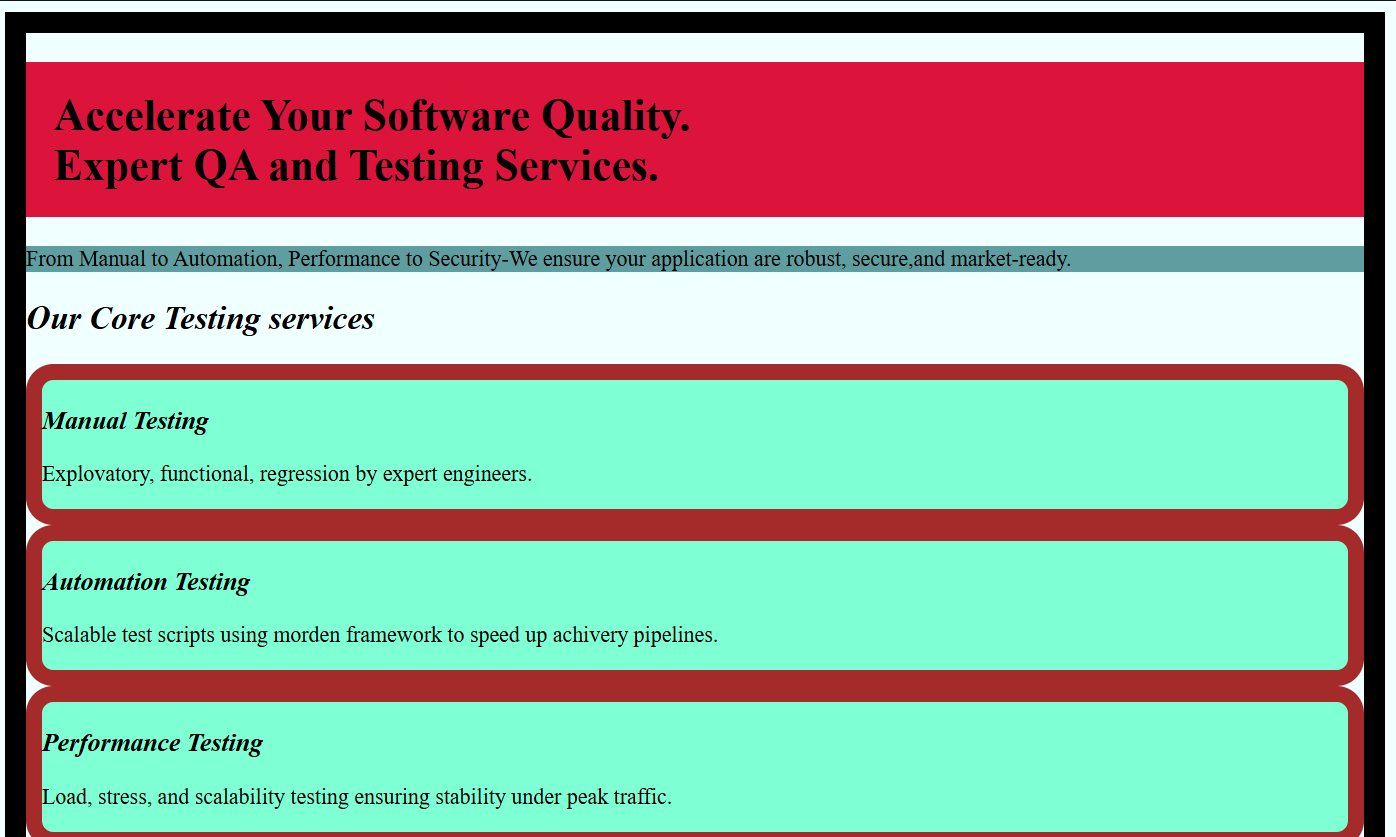 Accelerate Your Software Quality.
Expert QA and Testing Services.
From Manual to Automation, Performance to Security-We ensure your application are robust, secure,and market-ready.
Our Core Testing services
Manual Testing
Explovatory, functional, regression by expert engineers.
Automation Testing
Scalable test scripts using morden framework to speed up achivery pipelines.
Performance Testing
Load, stress, and scalability testing ensuring stability under peak traffic.